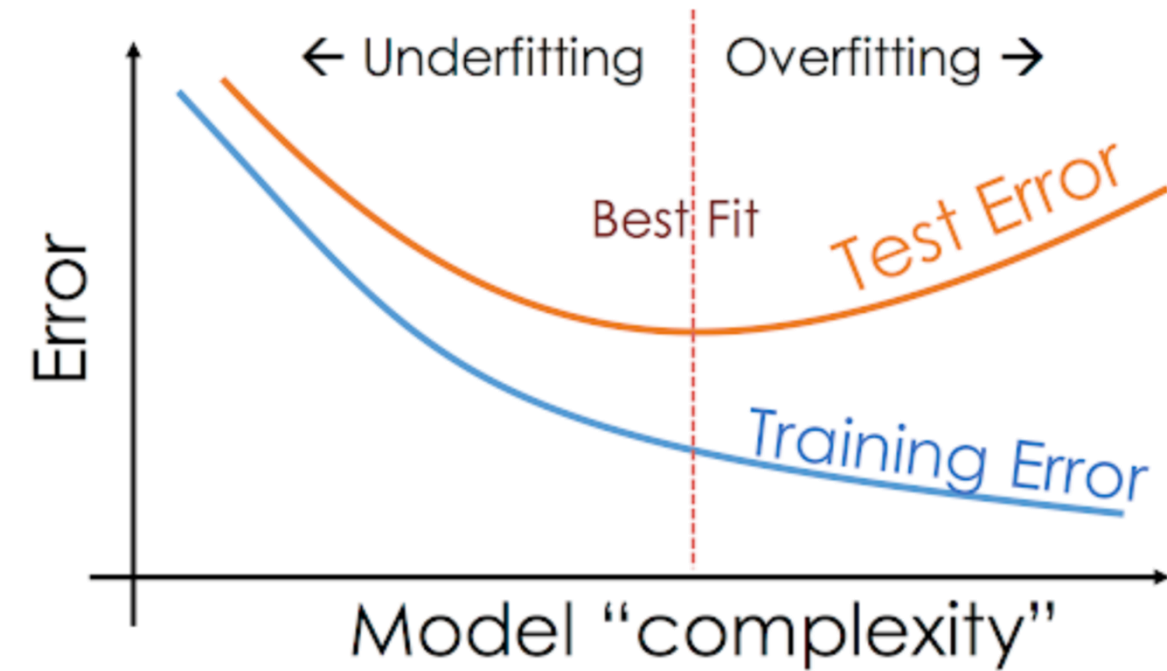 ← Underfitting
Overfitting →
Best Fit
Test Error
Error
Training Error
Model “complexity”